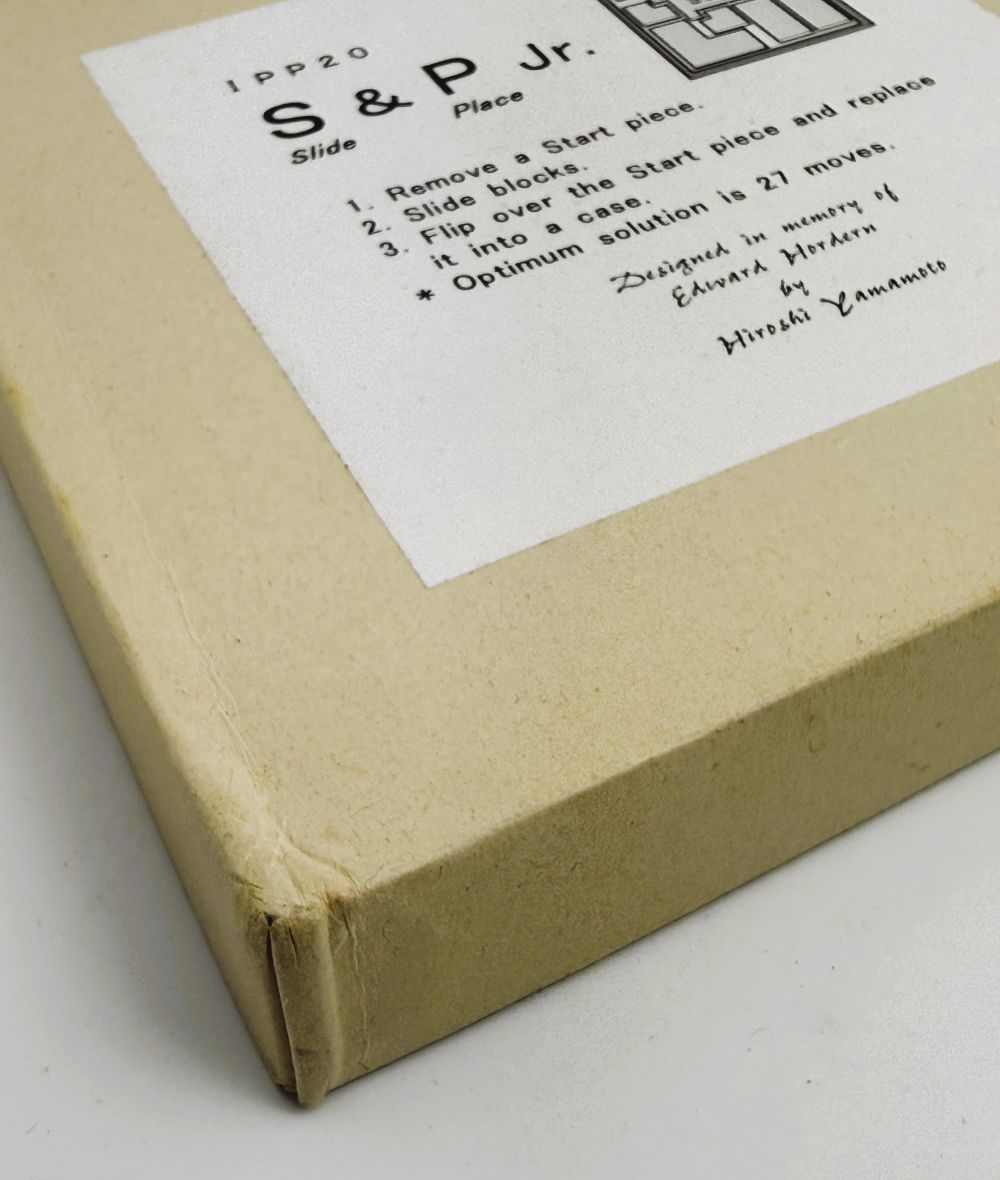 IPP20
S & P Jr.
Slide Place
1. Remove a Start piece.
2. Slide blocks.
3. Flip over the Start piece and replace
it into a case.
* Optimum solution is 27 moves.
Designed in memory of
Edward Hordern
by
Hiroshi Yamamoto